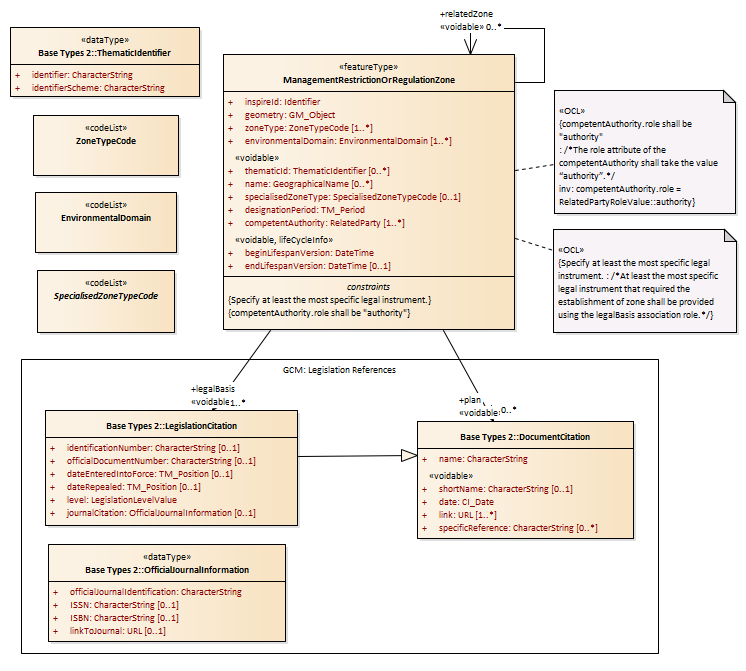 +relatedZone
«voidable» 0..*
«dataType»
Base Types 2::ThematicIdentifier
+ identifier: CharacterString
+ identifierScheme: CharacterString
«codeList»
ZoneTypeCode
«codeList»
EnvironmentalDomain
«codeList»
SpecialisedZoneTypeCode
«featureType»
ManagementRestrictionOrRegulationZone
+ inspireId: Identifier
+ geometry: GM_Object
+ zoneType: ZoneTypeCode [1..*]
+ environmentalDomain: EnvironmentalDomain [1..*]
«voidable»
+ thematicId: ThematicIdentifier [0..*]
+ name: GeographicalName [0..*]
+ specialisedZoneType: SpecialisedZoneTypeCode [0..1]
+ designationPeriod: TM_Period
+ competentAuthority: RelatedParty [1..*]
«voidable, lifeCycleInfo»
+ beginLifespanVersion: DateTime
+ endLifespanVersion: DateTime [0..1]
constraints
{Specify at least the most specific legal instrument.}
{competentAuthority.role shall be "authority"}
«OCL»
{competentAuthority.role shall be
"authority"
: /*The role attribute of the
competentAuthority shall take the value
“authority”.*/
inv: competentAuthority.role =
RelatedPartyRoleValue::authority}
«OCL»
{Specify at least the most specific legal
instrument. : /*At least the most specific
legal instrument that required the
establishment of zone shall be provided
using the legalBasis association role.*/}
GCM: Legislation References
+legalBasis
«voidable» 1..*
+plan
«voidable» 0..*
Base Types 2::LegislationCitation
+ identificationNumber: CharacterString [0..1]
+ officialDocumentNumber: CharacterString [0..1]
+ dateEnteredIntoForce: TM_Position [0..1]
+ dateRepealed: TM_Position [0..1]
+ level: LegislationLevelValue
+ journalCitation: OfficialJournalInformation [0..1]
Base Types 2::DocumentCitation
+ name: CharacterString
«voidable»
+ shortName: CharacterString [0..1]
+ date: CI_Date
+ link: URL [1..*]
+ specificReference: CharacterString [0..*]
«dataType»
Base Types 2::OfficialJournalInformation
+ officialJournalIdentification: CharacterString
+ ISSN: CharacterString [0..1]
+ ISBN: CharacterString [0..1]
+ linkToJournal: URL [0..1]